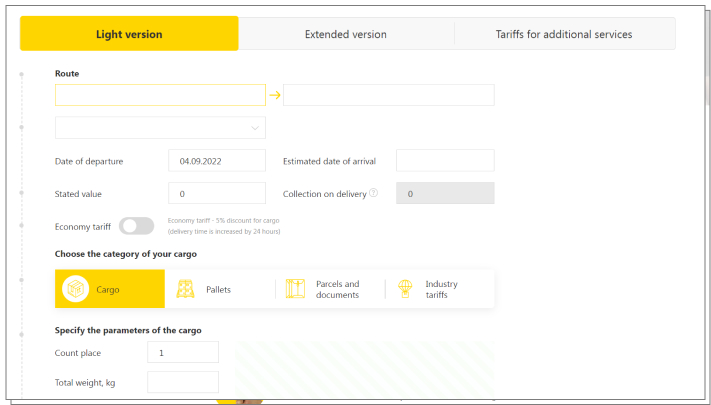 Light version
Extended version
Tariffs for additional services
Route
Date of departure
04.09.2022
Estimated date of arrival
Stated value
0
Collection on delivery ?
0
Economy tariff
Economy tariff - 5% discount for cargo
(delivery time is increased by 24 hours)
Choose the category of your cargo
Cargo
Pallets
Parcels and
documents
Industry
tariffs
Specify the parameters of the cargo
Count place
1
Total weight, kg